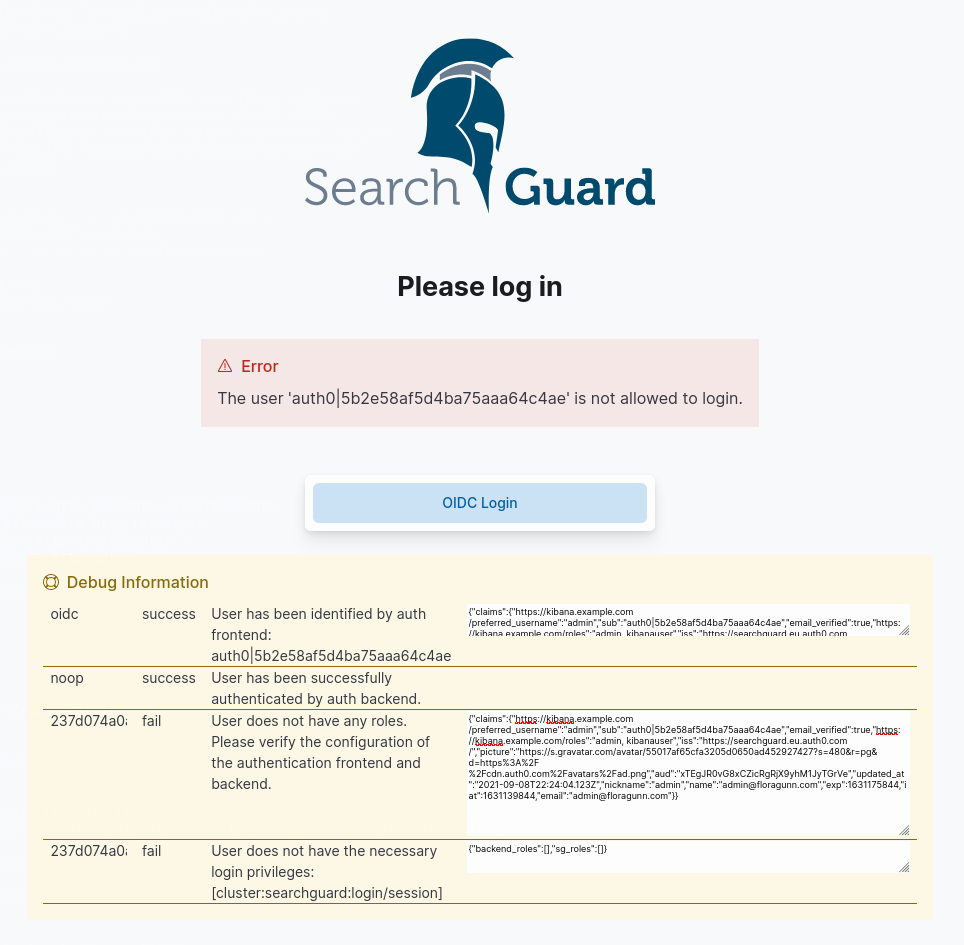 Search Guard
Please log in
Error
The user 'auth0|5b2e58af5d4ba75aaa64c4ae' is not allowed to login.
OIDC Login
Debug Information
oidc success User has been identified by auth
frontend:
auth0|5b2e58af5d4ba75aaa64c4ae
{"claims":{"https://kibana.example.com
/preferred_username":"admin","sub":"auth0|5b2e58af5d4ba75aaa64c4ae","email_verified":true,"https:
//kibana.example.com/roles":"admin, kibanauser","iss":"https://searchguard.eu.auth0.com
noop success User has been successfully
authenticated by auth backend.
237d074a0a fail User does not have any roles.
Please verify the configuration of
the authentication frontend and
backend.
{"claims":{"https://kibana.example.com
/preferred_username":"admin","sub":"auth0|5b2e58af5d4ba75aaa64c4ae","email_verified":true,"https:
//kibana.example.com/roles":"admin, kibanauser","iss":"https://searchguard.eu.auth0.com
/","picture":"https://s.gravatar.com/avatar/55017af65cfa3205d0650ad452927427?s=480&r=pg&
d=https%3A%2F
%2Fcdn.auth0.com%2Favatars%2Fad.png","aud":"xTEgJR0vG8xCZicRgRjX9yhM1JyTGrVe","updated_at
":"2021-09-08T22:24:04.123Z","nickname":"admin","name":"admin@floragunn.com","exp":1631175844,"i
at":1631139844,"email":"admin@floragunn.com"}}
237d074a0a fail User does not have the necessary
login privileges:
[cluster:searchguard:login/session]
{"backend_roles":[],"sg_roles":[]}